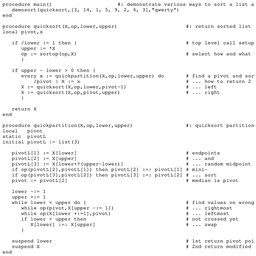 procedure main()                     #: demonstrate various ways to sort a list a
   demosort(quicksort,[3, 14, 1, 5, 9, 2, 6, 3],"qwerty")
end

procedure quicksort(X,op,lower,upper)          #: return sorted list
local pivot,x

   if /lower := 1 then {                       # top level call setup
      upper := *X
      op := sortop(op,X)                       # select how and what
      }

   if upper - lower > 0 then {
      every x := quickpartition(X,op,lower,upper) do   # find a pivot and sor
         /pivot | X := x                       # ... how to return 2
      X := quicksort(X,op,lower,pivot-1)       # ... left
      X := quicksort(X,op,pivot,upper)         # ... right
      }

   return X
end

procedure quickpartition(X,op,lower,upper)     #: quicksort partition
local   pivot
static  pivotL
initial pivotL := list(3)

   pivotL[1] := X[lower]                       # endpoints
   pivotL[2] := X[upper]                       # ... and
   pivotL[3] := X[lower+?(upper-lower)]        # ... random midpoint
   if op(pivotL[2],pivotL[1]) then pivotL[2] :=: pivotL[1] # mini-
   if op(pivotL[3],pivotL[2]) then pivotL[3] :=: pivotL[2] # ... sort
   pivot := pivotL[2]                          # median is pivot

   lower -:= 1
   upper +:= 1
   while lower < upper do {                    # find values on wrong
      while op(pivot,X[upper -:= 1])           # ... rightmost
      while op(X[lower +:=1],pivot)            # ... leftmost
      if lower < upper then                    # not crossed yet
         X[lower] :=: X[upper]                 # ... swap
      }

   suspend lower                               # 1st return pivot poi
   suspend X                                   # 2nd return modified
end